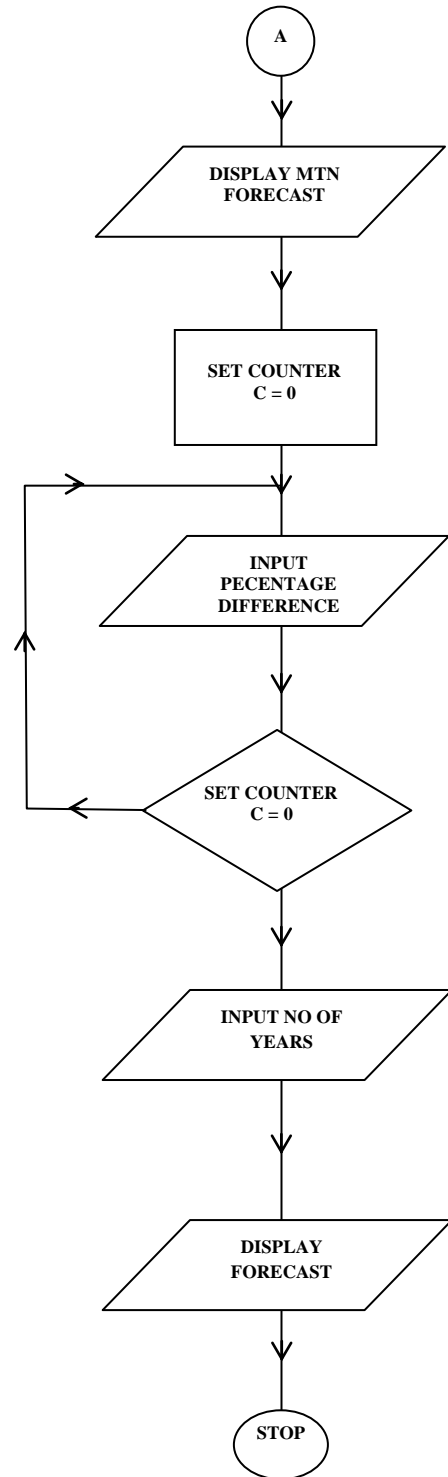 A
DISPLAY MTN
FORECAST
SET COUNTER
C = 0
INPUT
PECENTAGE
DIFFERENCE
SET COUNTER
C = 0
INPUT NO OF
YEARS
DISPLAY
FORECAST
STOP